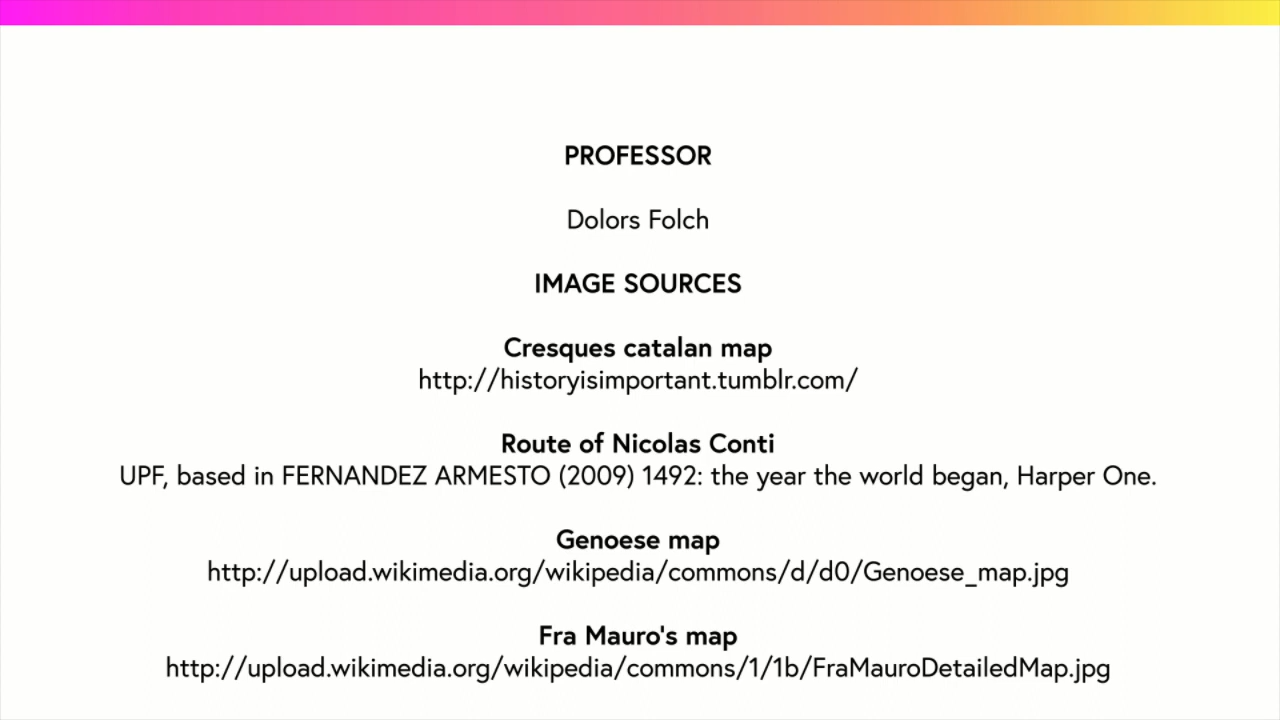 PROFESSOR
Dolors Folch
IMAGE SOURCES
Cresques catalan map
http://historyisimportant.tumblr.com/
Route of Nicolas Conti
UPF, based in FERNANDEZ ARMESTO (2009) 1492: the year the world began, Harper One.
Genoese map
http://upload.wikimedia.org/wikipedia/commons/d/d0/Genoese_map.jpg
Fra Mauro's map
http://upload.wikimedia.org/wikipedia/commons/1/1b/FraMauroDetailedMap.jpg